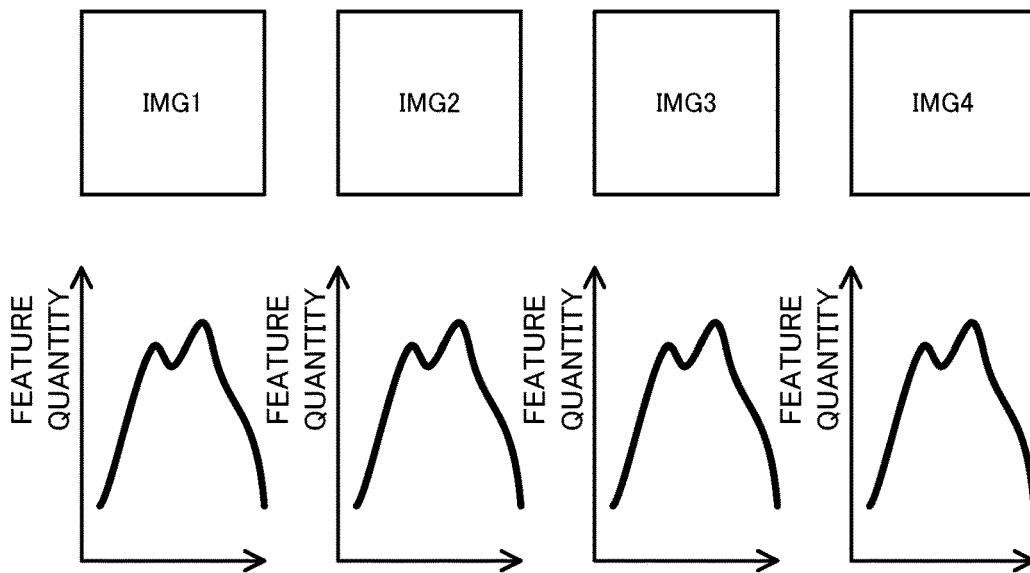 IMG1
IMG2
IMG3
IMG4
FEATURE
QUANTITY
FEATURE
QUANTITY
FEATURE
QUANTITY
FEATURE
QUANTITY